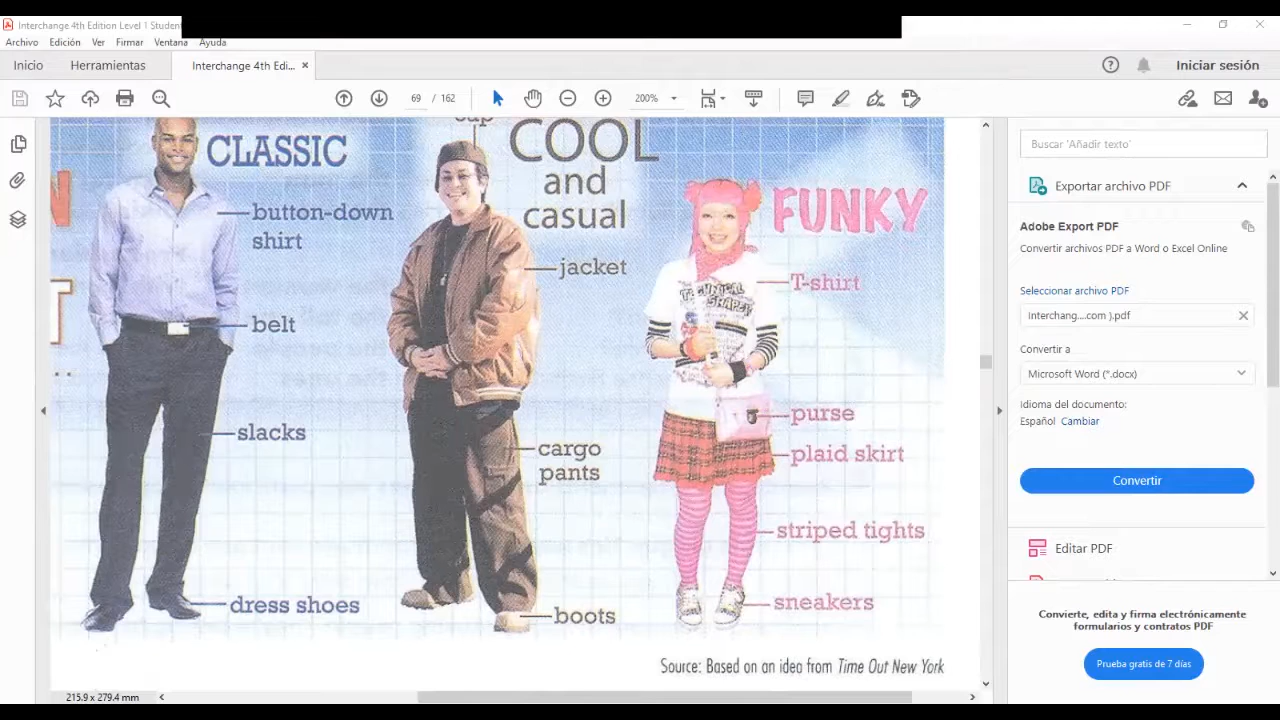 Interchange 4th Edition Level 1 Student
Archivo Edición Ver Firmar Ventana Ayuda
Inicio Herramientas Interchange 4th Edi... × Iniciar sesión
69 / 162 200%
CLASSIC
button-down
shirt
belt
slacks
dress shoes
COOL
and
casual
jacket
cargo
pants
boots
FUNKY
T-shirt
purse
plaid skirt
striped tights
sneakers
Source: Based on an idea from Time Out New York
215.9 x 279.4 mm
Buscar 'Añadir texto'
Exportar archivo PDF
Adobe Export PDF
Convertir archivos PDF a Word o Excel Online
Seleccionar archivo PDF
Interchang....com ).pdf
Convertir a
Microsoft Word (*.docx)
Idioma del documento:
Español Cambiar
Convertir
Editar PDF
Convierte, edita y firma electrónicamente
formularios y contratos PDF
Prueba gratis de 7 días